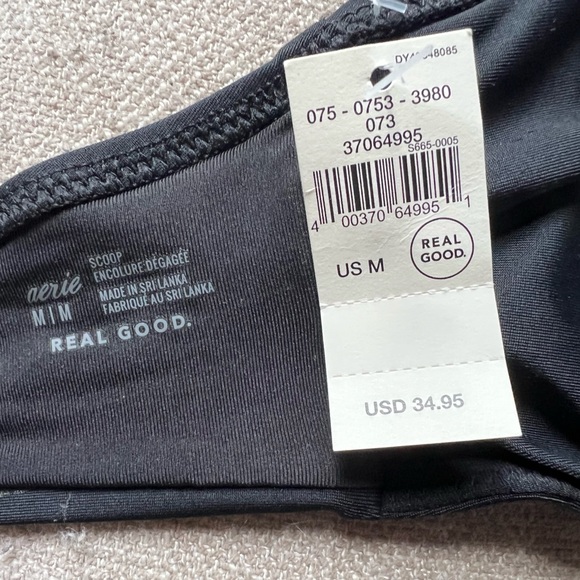 aerie
M | M
SCOOP
ENCOLURE DÉGAGÉE
MADE IN SRI LANKA
FABRIQUÉ AU SRI LANKA
REAL GOOD.
075 - 0753 - 3980
073
37064995
S665-0005
4 00370 64995 1
US M
REAL
GOOD.
USD 34.95